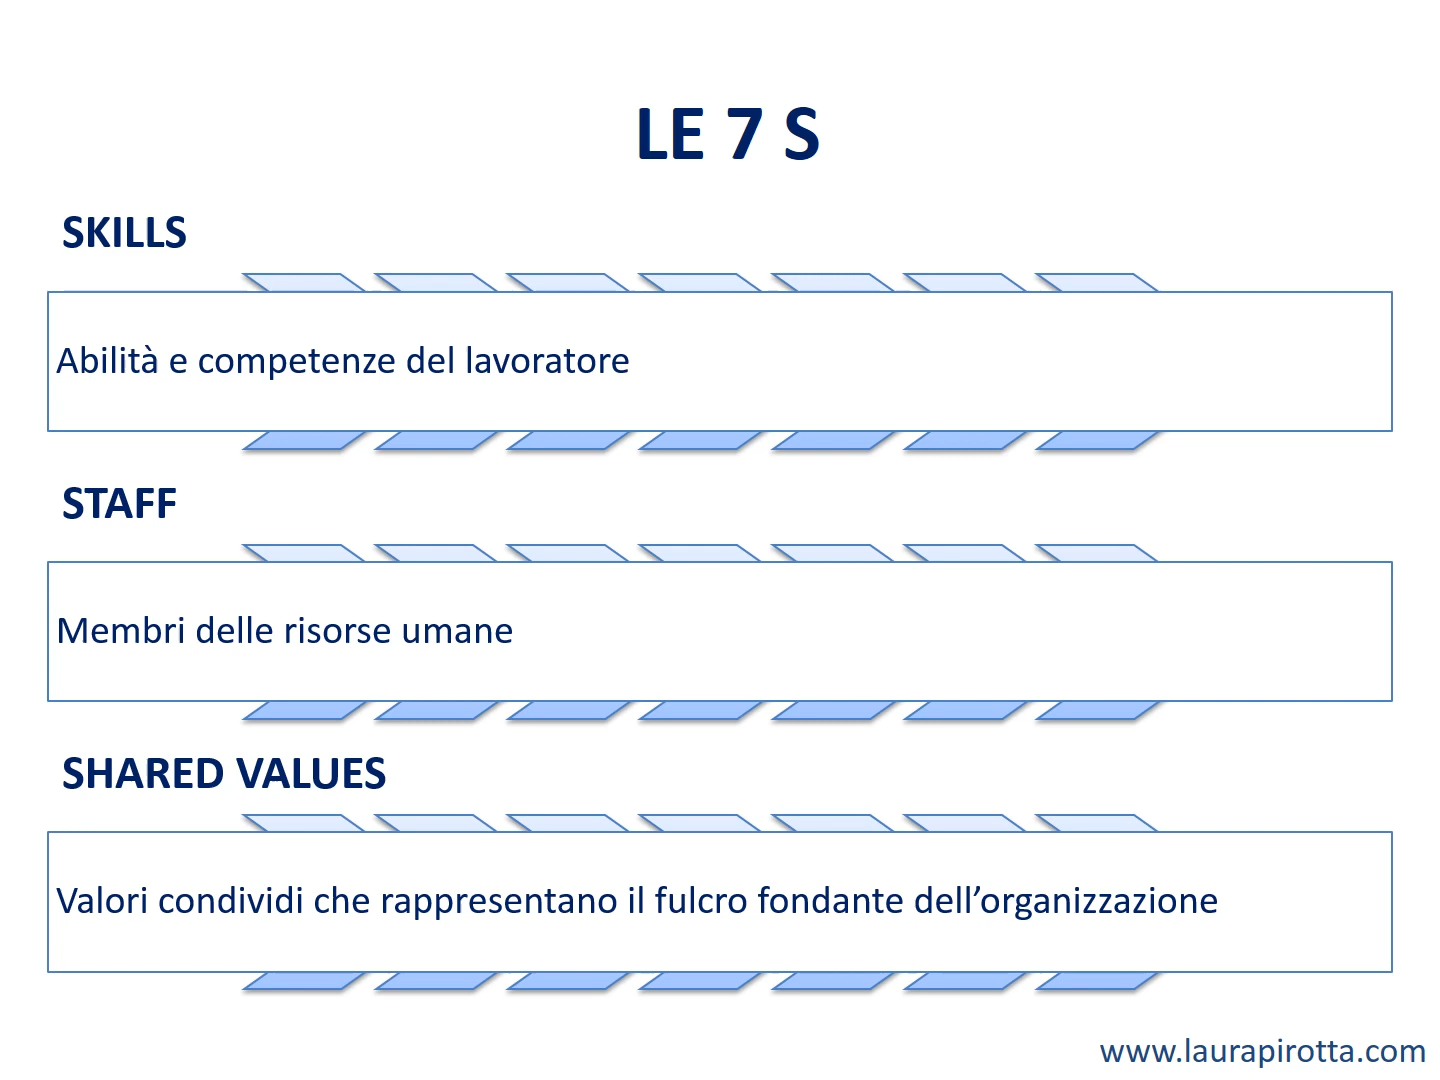 LE 7 S
SKILLS
Abilità e competenze del lavoratore
STAFF
Membri delle risorse umane
SHARED VALUES
Valori condividi che rappresentano il fulcro fondante dell’organizzazione
www.laurapirotta.com